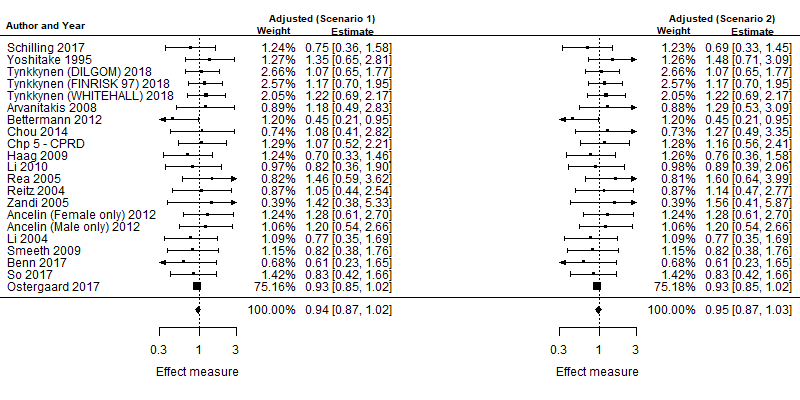 Adjusted (Scenario 1) Adjusted (Scenario 2)
Author and Year Weight Estimate Weight Estimate
Schilling 2017 1.24% 0.75 [0.36, 1.58] 1.23% 0.69 [0.33, 1.45]
Yoshitake 1995 1.27% 1.35 [0.65, 2.81] 1.26% 1.48 [0.71, 3.09]
Tynkkynen (DILGOM) 2018 2.66% 1.07 [0.65, 1.77] 2.66% 1.07 [0.65, 1.77]
Tynkkynen (FINRISK 97) 2018 2.57% 1.17 [0.70, 1.95] 2.57% 1.17 [0.70, 1.95]
Tynkkynen (WHITEHALL) 2018 2.05% 1.22 [0.69, 2.17] 2.05% 1.22 [0.69, 2.17]
Arvanitakis 2008 0.89% 1.18 [0.49, 2.83] 0.88% 1.29 [0.53, 3.09]
Bettermann 2012 1.20% 0.45 [0.21, 0.95] 1.20% 0.45 [0.21, 0.95]
Chou 2014 0.74% 1.08 [0.41, 2.82] 0.73% 1.27 [0.49, 3.35]
Chp 5 - CPRD 1.29% 1.07 [0.52, 2.21] 1.28% 1.16 [0.56, 2.41]
Haag 2009 1.24% 0.70 [0.33, 1.46] 1.23% 0.76 [0.36, 1.58]
Li 2010 0.97% 0.82 [0.36, 1.90] 0.98% 0.89 [0.39, 2.06]
Rea 2005 0.82% 1.46 [0.59, 3.62] 0.81% 1.60 [0.64, 3.99]
Reitz 2004 0.87% 1.05 [0.44, 2.54] 0.87% 1.14 [0.47, 2.77]
Zandi 2005 0.39% 1.42 [0.38, 5.33] 0.39% 1.56 [0.41, 5.87]
Ancelin (Female only) 2012 1.24% 1.28 [0.61, 2.70] 1.24% 1.28 [0.61, 2.70]
Ancelin (Male only) 2012 1.06% 1.20 [0.54, 2.66] 1.06% 1.20 [0.54, 2.66]
Li 2004 1.14% 0.77 [0.35, 1.69] 1.14% 0.77 [0.35, 1.69]
Smeeth 2009 1.15% 0.82 [0.38, 1.76] 1.15% 0.82 [0.38, 1.76]
Benn 2017 0.68% 0.61 [0.23, 1.65] 0.68% 0.61 [0.23, 1.65]
So 2017 1.42% 0.83 [0.42, 1.66] 1.42% 0.83 [0.42, 1.66]
Ostergaard 2017 75.16% 0.93 [0.85, 1.02] 75.18% 0.93 [0.85, 1.02]
100.00% 0.94 [0.87, 1.02] 100.00% 0.95 [0.87, 1.03]
0.3 1 3 0.3 1 3
Effect measure Effect measure